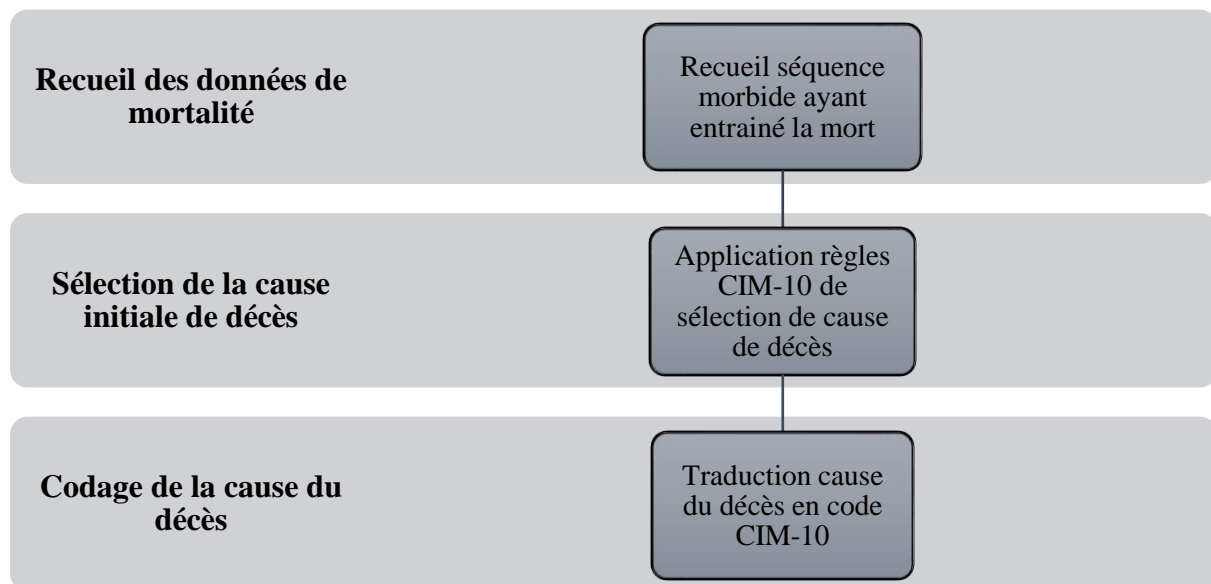 Recueil des données de
mortalité
Recueil séquence
morbide ayant
entrainé la mort
Sélection de la cause
initiale de décès
Application règles
CIM-10 de
sélection de cause
de décès
Codage de la cause du
décès
Traduction cause
du décès en code
CIM-10